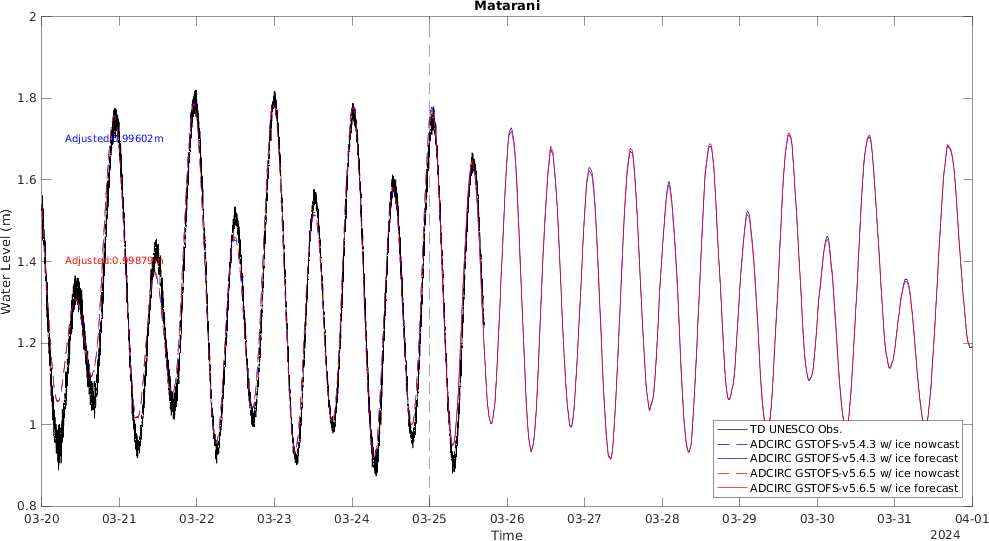 Matarani
2
1.8
1.6
1.4
1.2
1
0.8
Water Level (m)
Adjusted:0.99602m
Adjusted:0.99879m
03-20 03-21 03-22 03-23 03-24 03-25 03-26 03-27 03-28 03-29 03-30 03-31 04-01
Time
2024
TD UNESCO Obs.
ADCIRC GSTOFS-v5.4.3 w/ ice nowcast
ADCIRC GSTOFS-v5.4.3 w/ ice forecast
ADCIRC GSTOFS-v5.6.5 w/ ice nowcast
ADCIRC GSTOFS-v5.6.5 w/ ice forecast